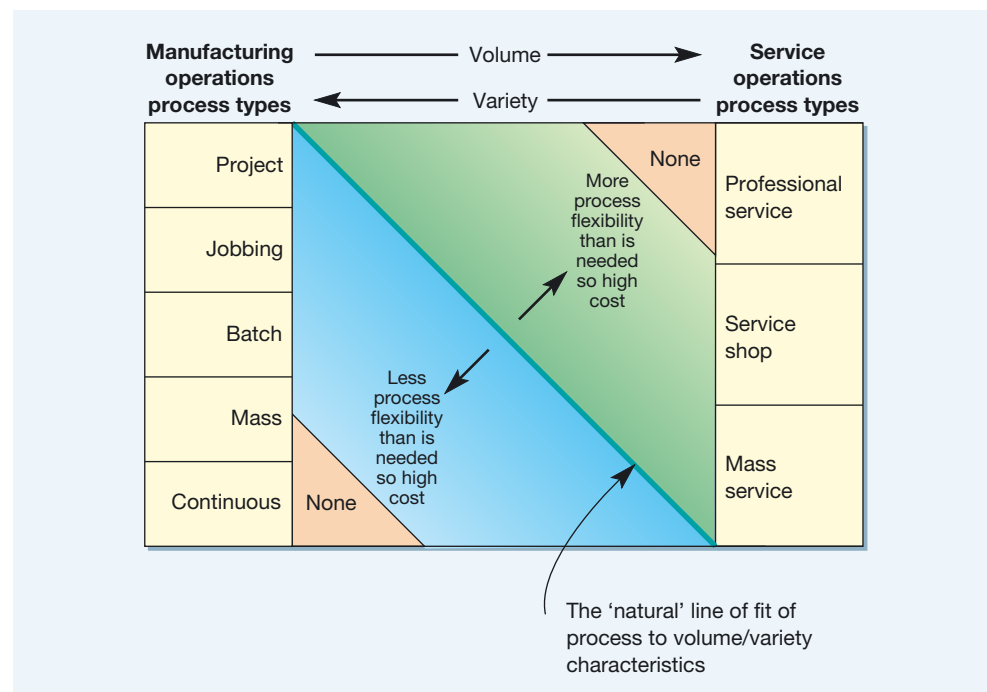 Manufacturing
operations
process types
Volume
Variety
Service
operations
process types
Project
Jobbing
Batch
Mass
Continuous
None
More
process
flexibility
than is
needed
so high
cost
Less
process
flexibility
than is
needed
so high
cost
None
Professional
service
Service
shop
Mass
service
The ‘natural’ line of fit of
process to volume/variety
characteristics